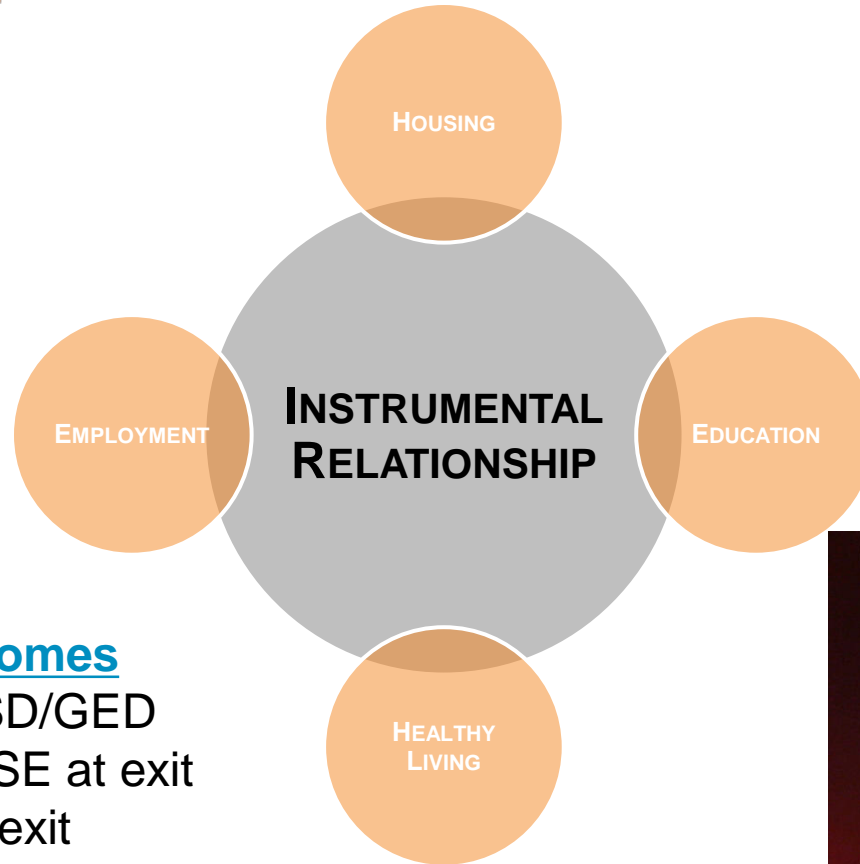 HOUSING
INSTRUMENTAL
RELATIONSHIP
EMPLOYMENT
EDUCATION
HEALTHY
LIVING
omes
SD/GED
SE at exit
exit